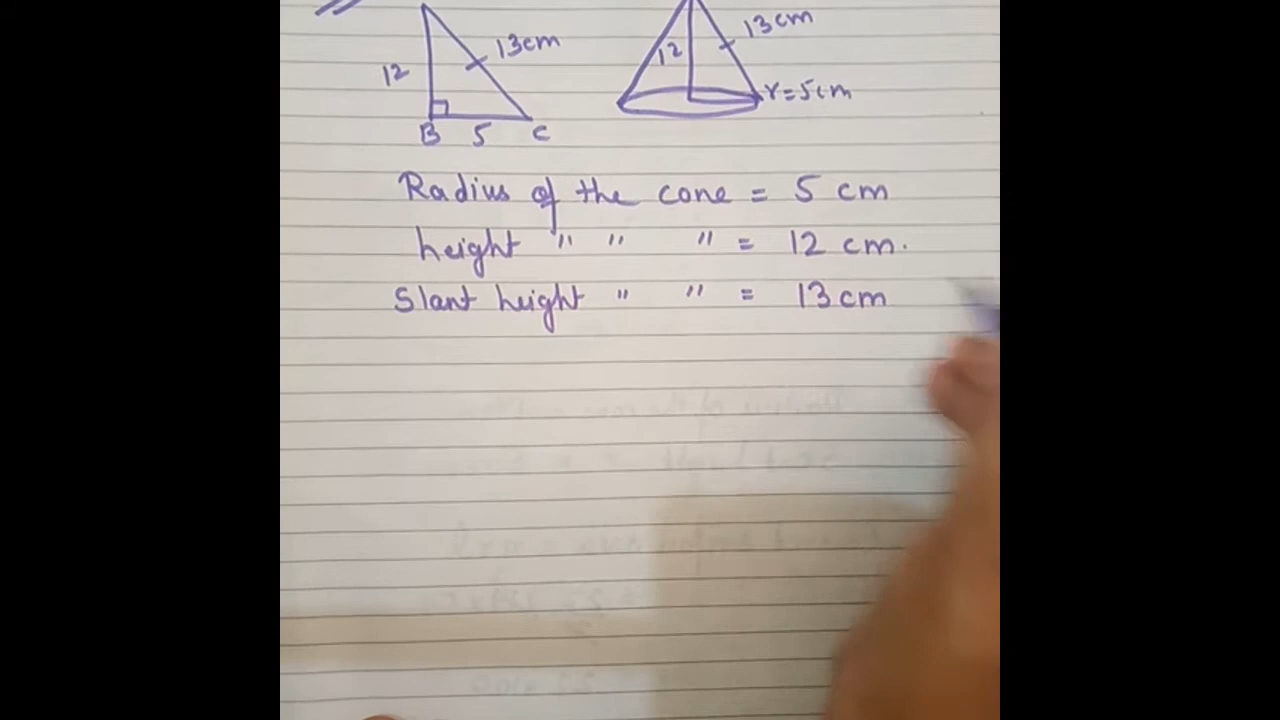 12 13cm
B 5 C
12 13cm
r=5cm
Radius of the cone = 5 cm
height " " " = 12 cm.
Slant height " " = 13 cm